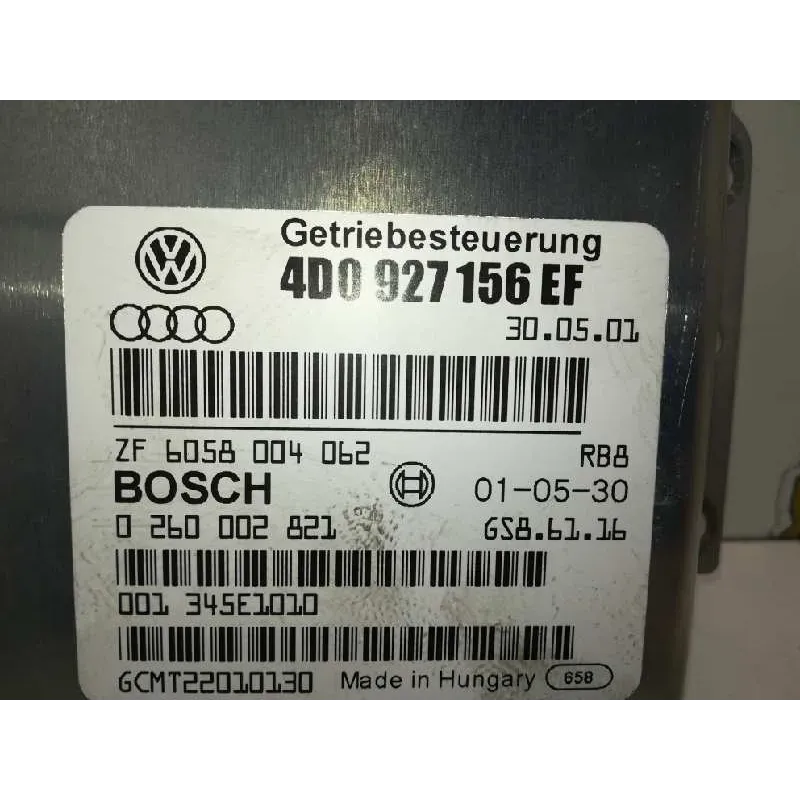 Getriebesteuerung
4D0 927 156 EF
30.05.01
ZF 6058 004 062 RB8
BOSCH 01-05-30
0 260 002 821 GS8.61.16
001 345E1010
GCMT22010130 Made in Hungary 658